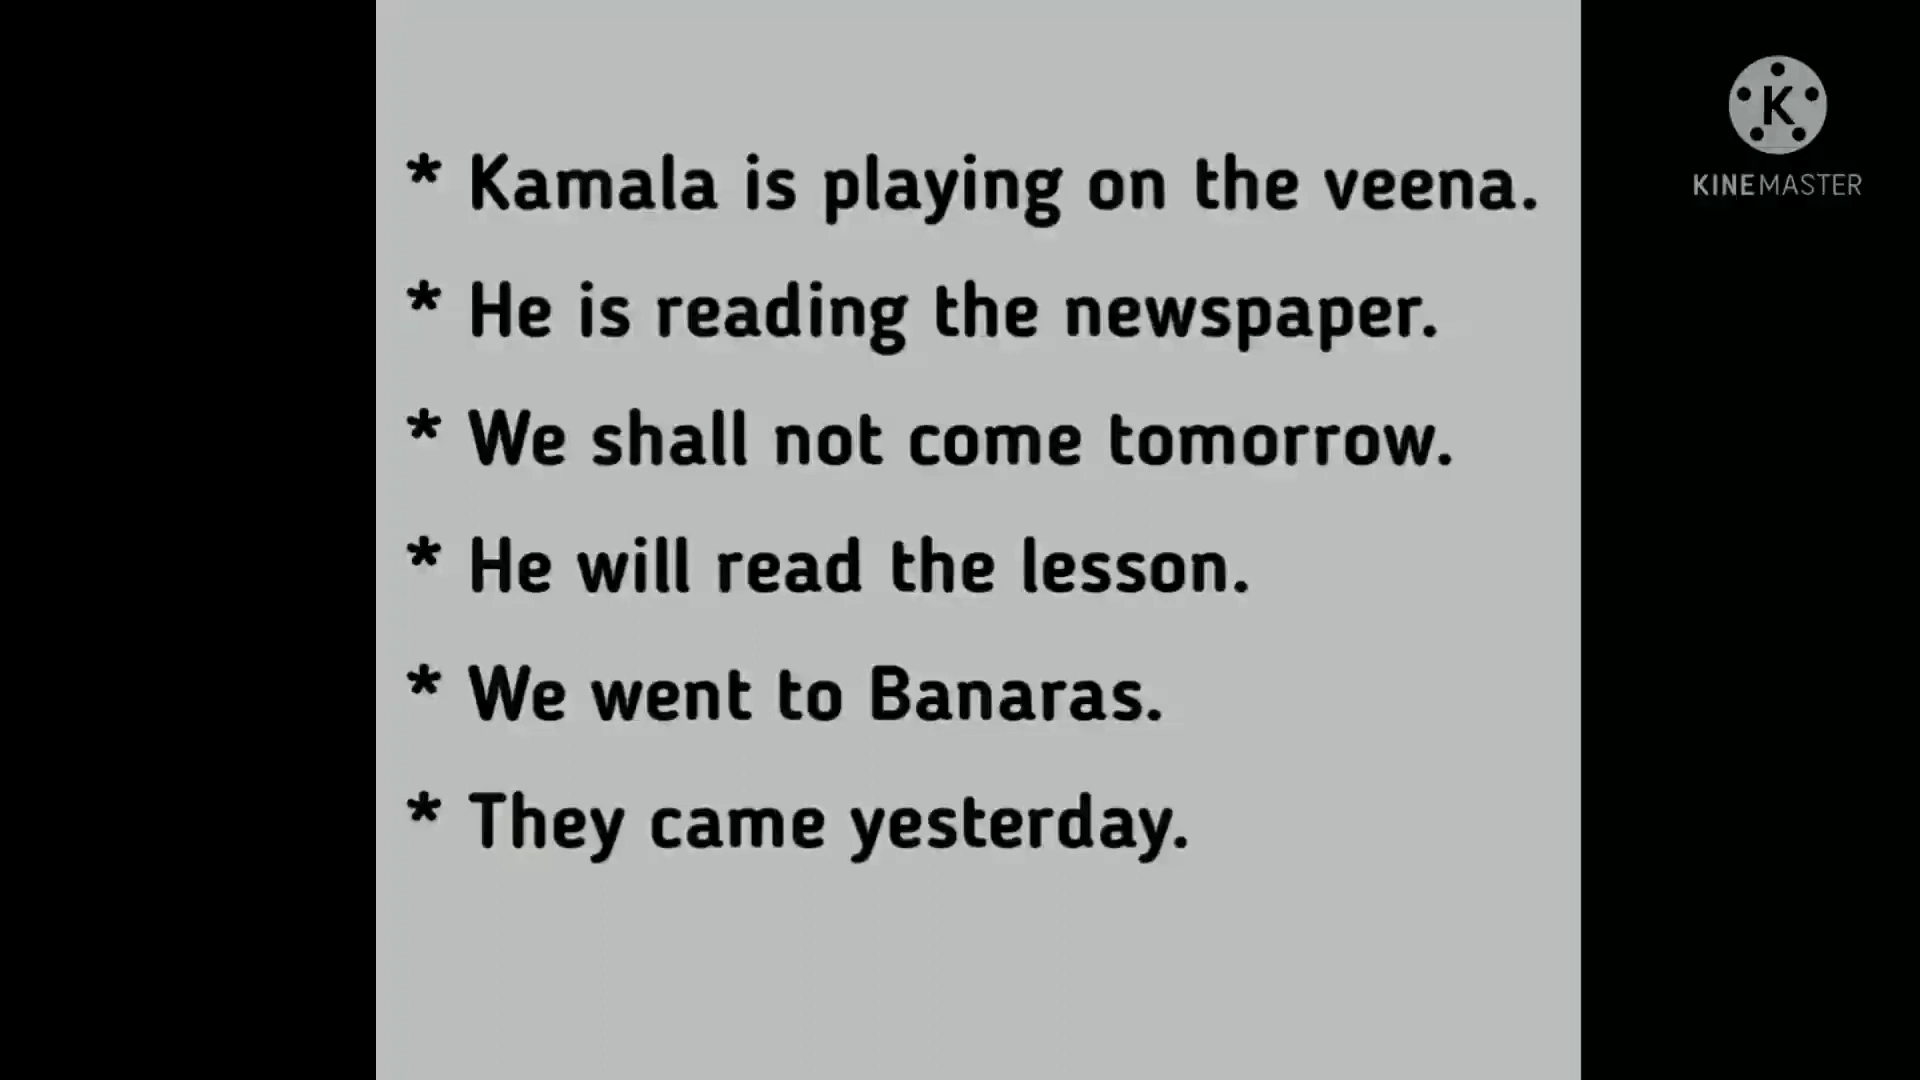 * Kamala is playing on the veena.
* He is reading the newspaper.
* We shall not come tomorrow.
* He will read the lesson.
* We went to Banaras.
* They came yesterday.
K
KINEMASTER